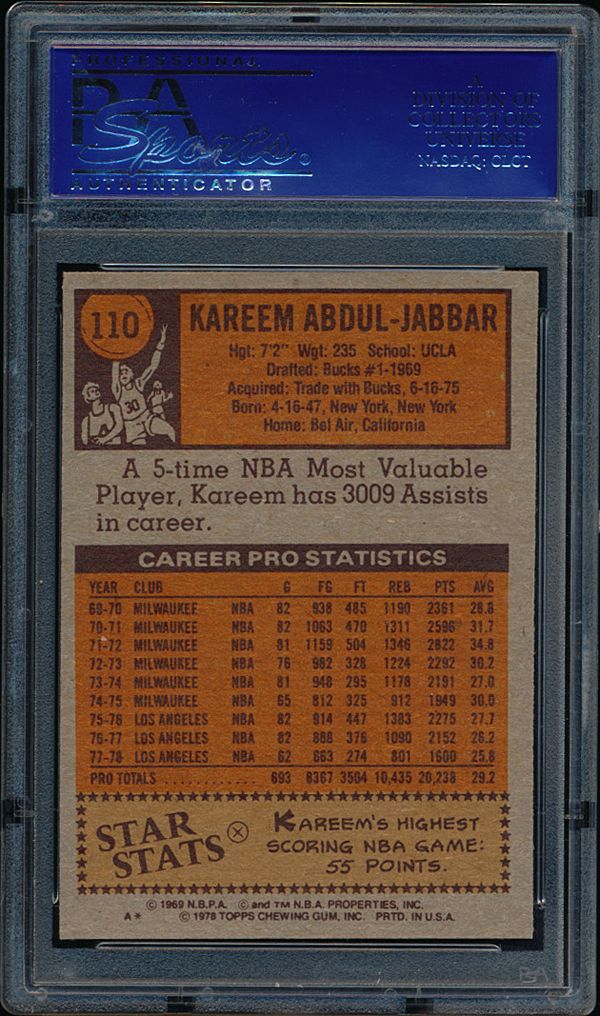 PROFESSIONAL
PSA
Sports®
AUTHENTICATOR
A
DIVISION OF
COLLECTORS
UNIVERSE
NASDAQ: CLCT
110
30
KAREEM ABDUL-JABBAR
Hgt: 7'2" Wgt: 235 School: UCLA
Drafted: Bucks #1-1969
Acquired: Trade with Bucks, 6-16-75
Born: 4-16-47, New York, New York
Home: Bel Air, California
A 5-time NBA Most Valuable
Player, Kareem has 3009 Assists
in career.
CAREER PRO STATISTICS
YEAR CLUB G FG FT REB PTS AVG
69-70 MILWAUKEE NBA 82 938 485 1190 2361 28.8
70-71 MILWAUKEE NBA 82 1063 470 1311 2596 31.7
71-72 MILWAUKEE NBA 81 1159 504 1346 2822 34.8
72-73 MILWAUKEE NBA 76 982 328 1224 2292 30.2
73-74 MILWAUKEE NBA 81 948 295 1178 2191 27.0
74-75 MILWAUKEE NBA 65 812 325 912 1949 30.0
75-76 LOS ANGELES NBA 82 914 447 1383 2275 27.7
76-77 LOS ANGELES NBA 82 888 376 1090 2152 26.2
77-78 LOS ANGELES NBA 62 663 274 801 1600 25.8
PRO TOTALS ............ 693 8367 3504 10,435 20,238 29.2
STAR
STATS
KAREEM'S HIGHEST
SCORING NBA GAME:
55 POINTS.
© 1969 N.B.P.A. © and TM N.B.A. PROPERTIES, INC.
A* © 1978 TOPPS CHEWING GUM, INC. PRTD. IN U.S.A.
PSA